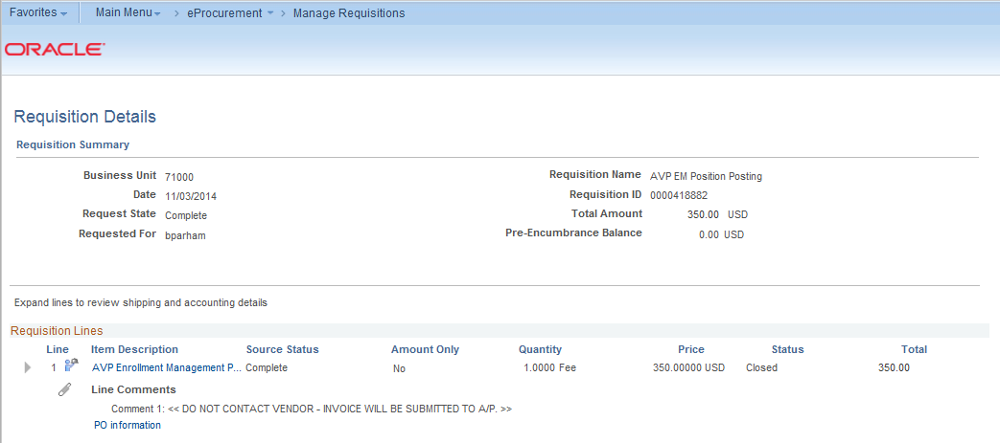 Favorites Main Menu > eProcurement > Manage Requisitions
ORACLE
Requisition Details
Requisition Summary
Business Unit 71000 Requisition Name AVP EM Position Posting
Date 11/03/2014 Requisition ID 0000418882
Request State Complete Total Amount 350.00 USD
Requested For bparham Pre-Encumbrance Balance 0.00 USD
Expand lines to review shipping and accounting details
Requisition Lines
Line Item Description Source Status Amount Only Quantity Price Status Total
1 AVP Enrollment Management P... Complete No 1.0000 Fee 350.00000 USD Closed 350.00
Line Comments
Comment 1: << DO NOT CONTACT VENDOR - INVOICE WILL BE SUBMITTED TO A/P. >>
PO information